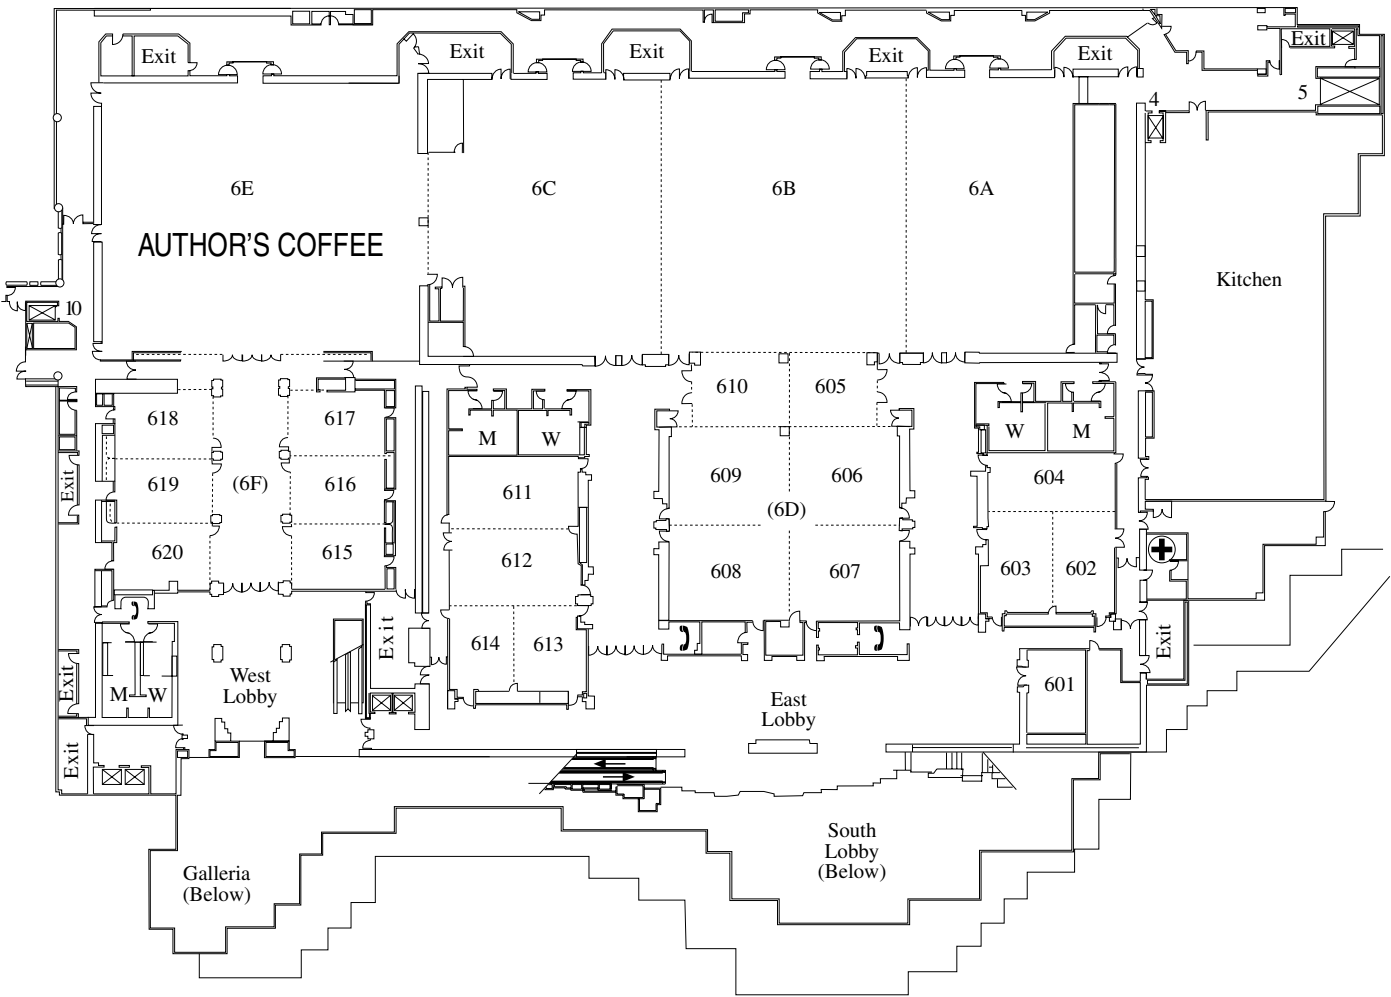 Exit
Exit
Exit
Exit
Exit
Exit
4
5
6E
6C
6B
6A
AUTHOR'S COFFEE
Kitchen
10
610
605
618
617
M
W
W
M
619
(6F)
616
611
609
606
604
Exit
(6D)
620
615
612
608
607
603
602
Exit
614
613
Exit
M
W
West
Lobby
601
Exit
East
Lobby
Exit
South
Lobby
(Below)
Galleria
(Below)